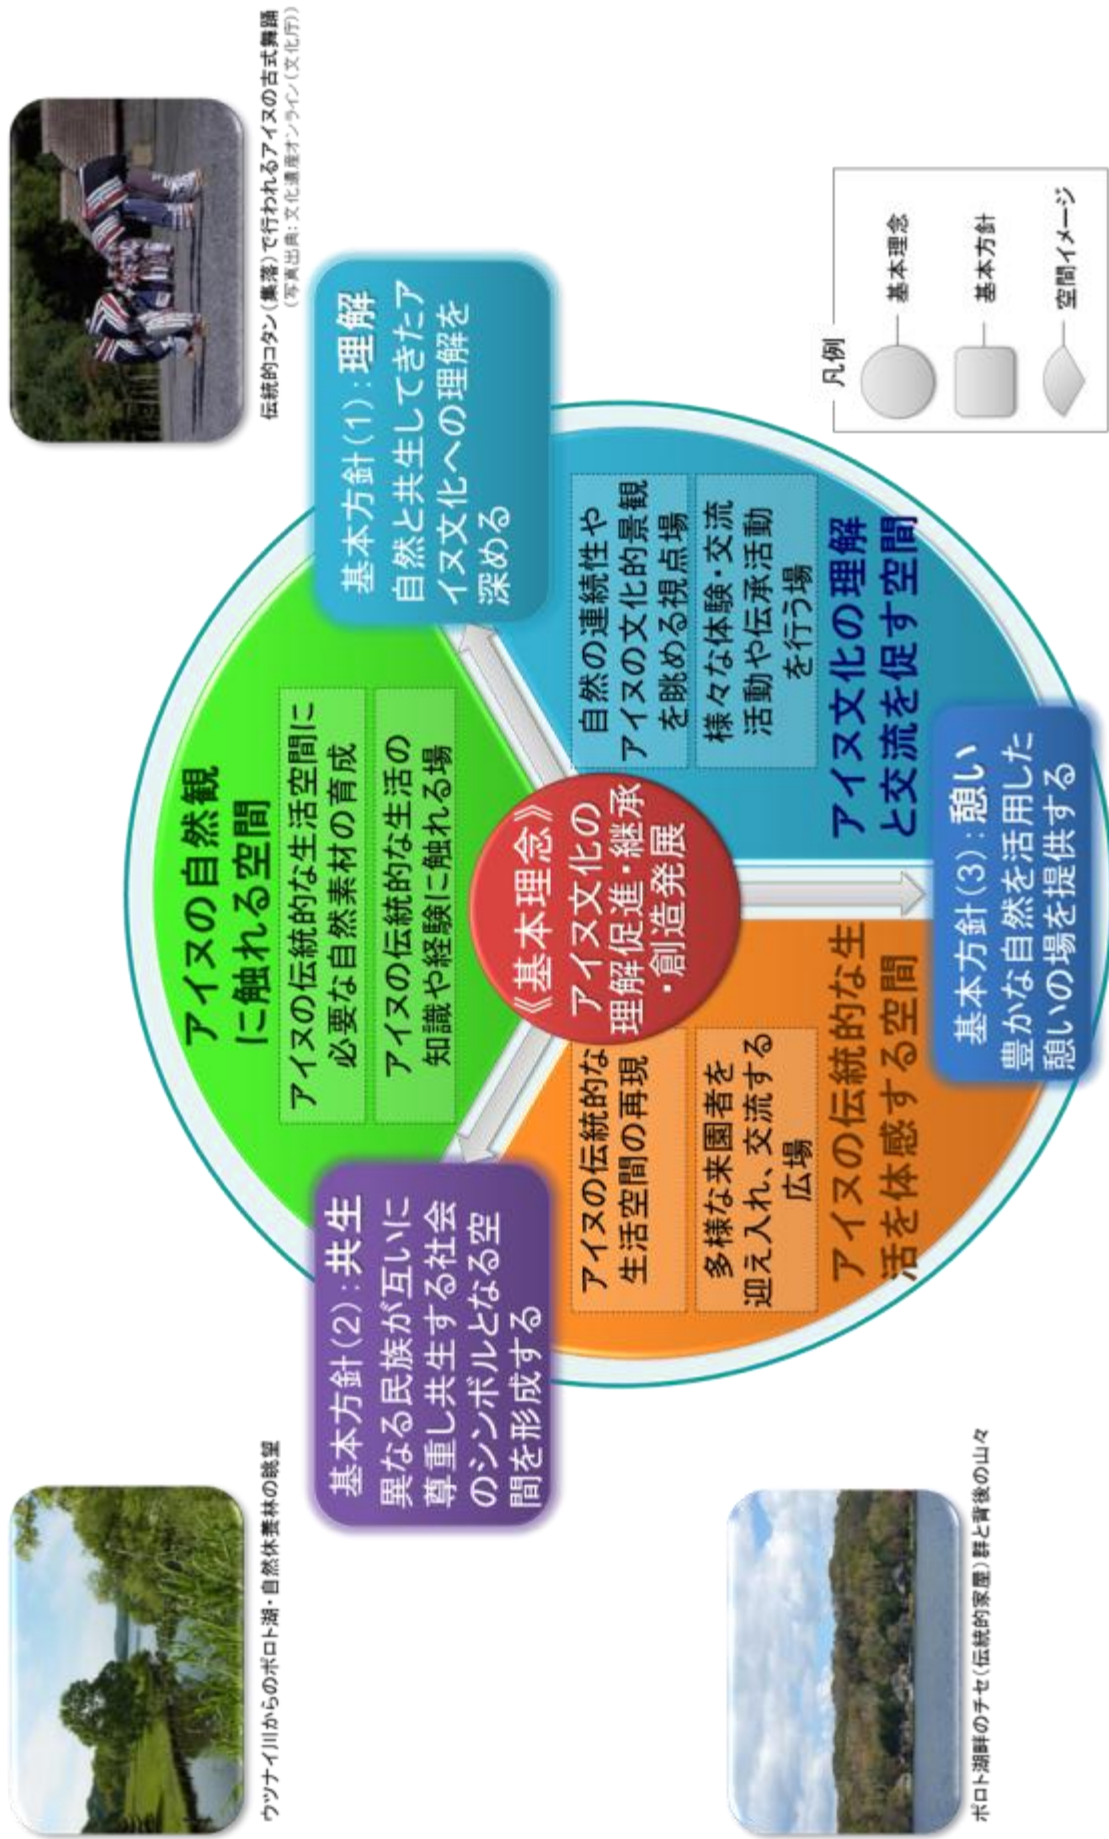 ウツナイ川からのポロト湖・自然休養林の眺望
伝統的コタン（集落）で行われるアイヌの古式舞踊
（写真出典：文化遺産オンライン（文化庁））
基本方針（2）：共生
異なる民族が互いに
尊重し共生する社会
のシンボルとなる空
間を形成する
アイヌの自然観
に触れる空間
アイヌの伝統的な生活空間に
必要な自然素材の育成
アイヌの伝統的な生活の
知識や経験に触れる場
基本方針（1）：理解
自然と共生してきたア
イヌ文化への理解を
深める
《基本理念》
アイヌ文化の
理解促進・継承
・創造発展
アイヌの伝統的な
生活空間の再現
多様な来園者を
迎え入れ、交流する
広場
アイヌの伝統的な生
活を体感する空間
自然の連続性や
アイヌの文化的景観
を眺める視点場
様々な体験・交流
活動や伝承活動
を行う場
アイヌ文化の理解
と交流を促す空間
基本方針（3）：憩い
豊かな自然を活用した
憩いの場を提供する
ポロト湖畔のチセ（伝統的家屋）群と背後の山々
凡例
基本理念
基本方針
空間イメージ